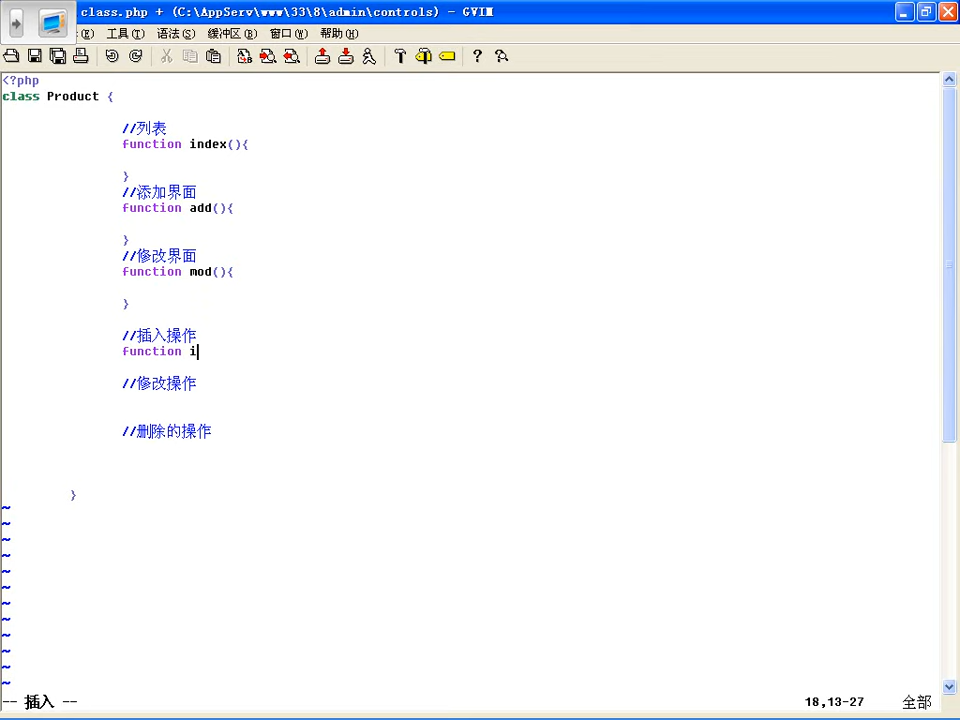 class.php + (C:\AppServ\www\33\8\admin\controls) - GVIM
(E) 工具(T) 语法(S) 缓冲区(B) 窗口(W) 帮助(H)
<?php
class Product {
//列表
function index(){
}
//添加界面
function add(){
}
//修改界面
function mod(){
}
//插入操作
function i
//修改操作
//删除的操作
}
~
~
~
~
~
~
~
~
~
~
~
~
-- 插入 -- 18,13-27 全部